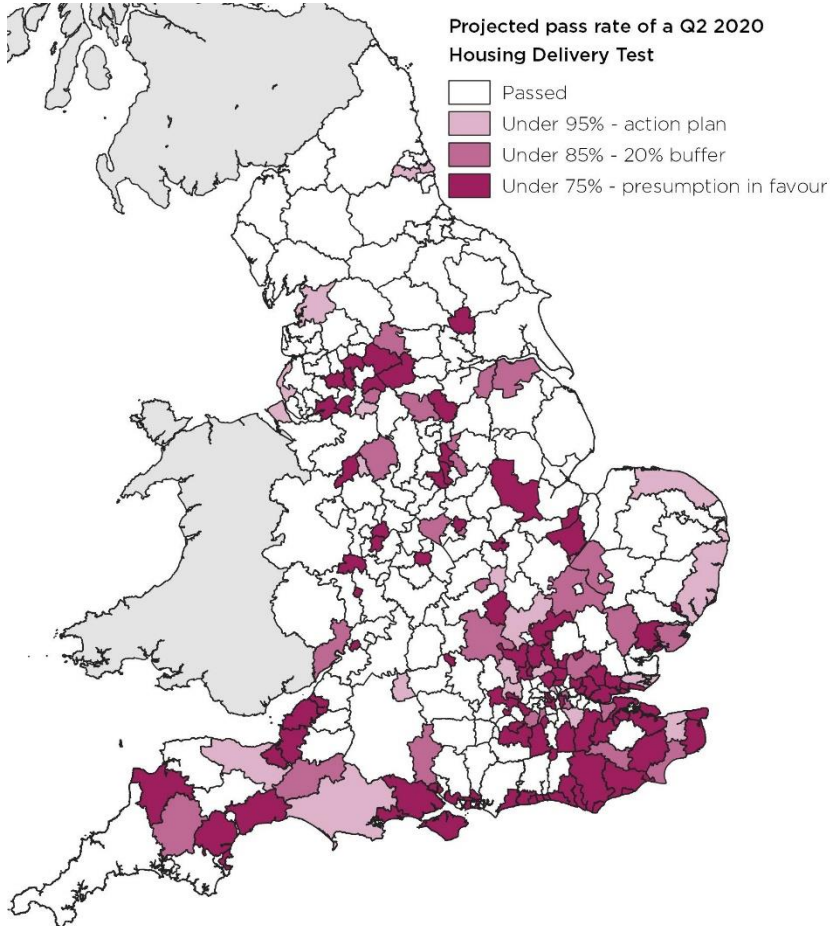 Projected pass rate of a Q2 2020
Housing Delivery Test
Passed
Under 95% - action plan
Under 85% - 20% buffer
Under 75% - presumption in favour